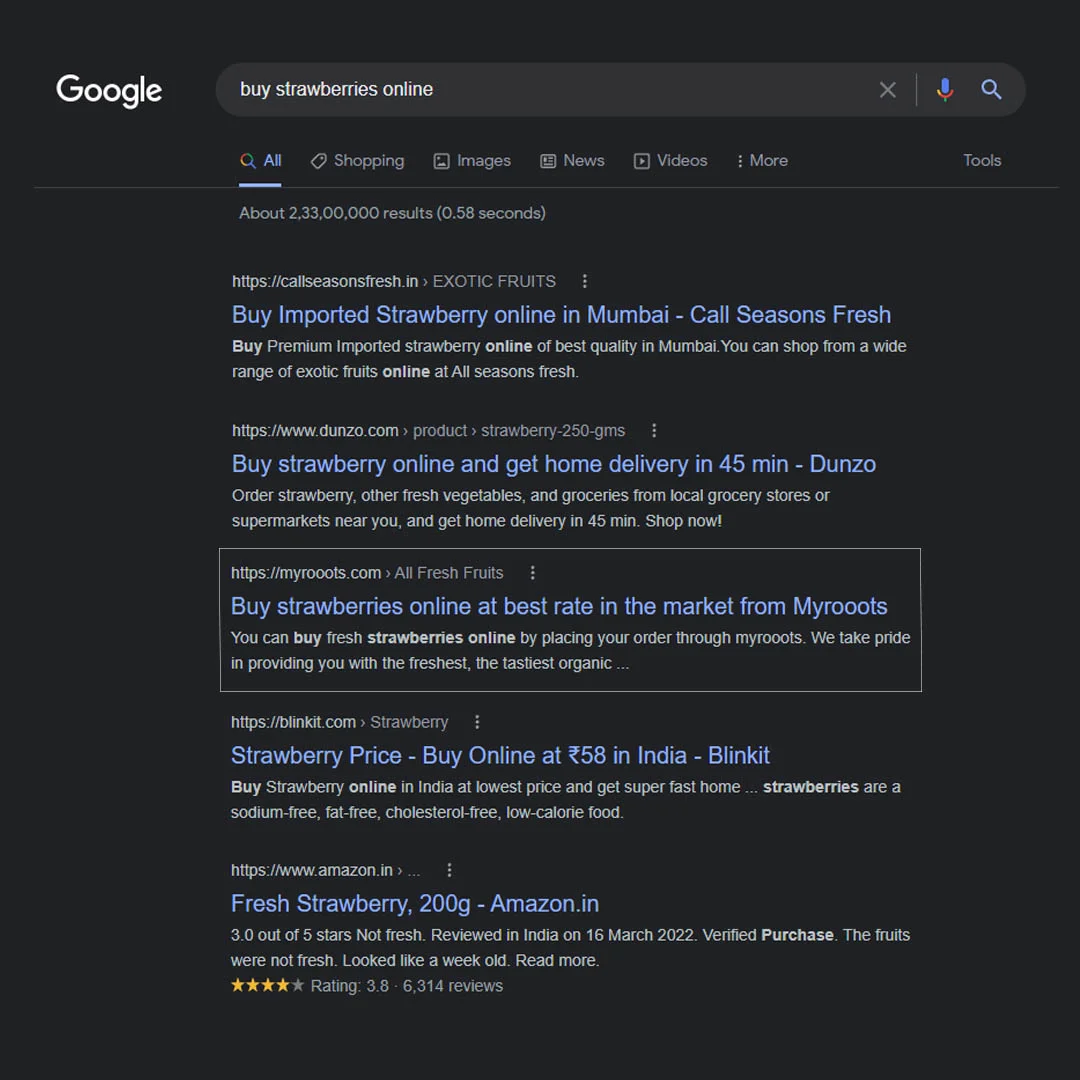 Google
buy strawberries online
All Shopping Images News Videos More Tools
About 2,33,00,000 results (0.58 seconds)
https://callseasonsfresh.in › EXOTIC FRUITS
Buy Imported Strawberry online in Mumbai - Call Seasons Fresh
Buy Premium Imported strawberry online of best quality in Mumbai.You can shop from a wide
range of exotic fruits online at All seasons fresh.
https://www.dunzo.com › product › strawberry-250-gms
Buy strawberry online and get home delivery in 45 min - Dunzo
Order strawberry, other fresh vegetables, and groceries from local grocery stores or
supermarkets near you, and get home delivery in 45 min. Shop now!
https://myrooots.com › All Fresh Fruits
Buy strawberries online at best rate in the market from Myrooots
You can buy fresh strawberries online by placing your order through myrooots. We take pride
in providing you with the freshest, the tastiest organic ...
https://blinkit.com › Strawberry
Strawberry Price - Buy Online at ₹58 in India - Blinkit
Buy Strawberry online in India at lowest price and get super fast home ... strawberries are a
sodium-free, fat-free, cholesterol-free, low-calorie food.
https://www.amazon.in › ...
Fresh Strawberry, 200g - Amazon.in
3.0 out of 5 stars Not fresh. Reviewed in India on 16 March 2022. Verified Purchase. The fruits
were not fresh. Looked like a week old. Read more.
Rating: 3.8 · 6,314 reviews